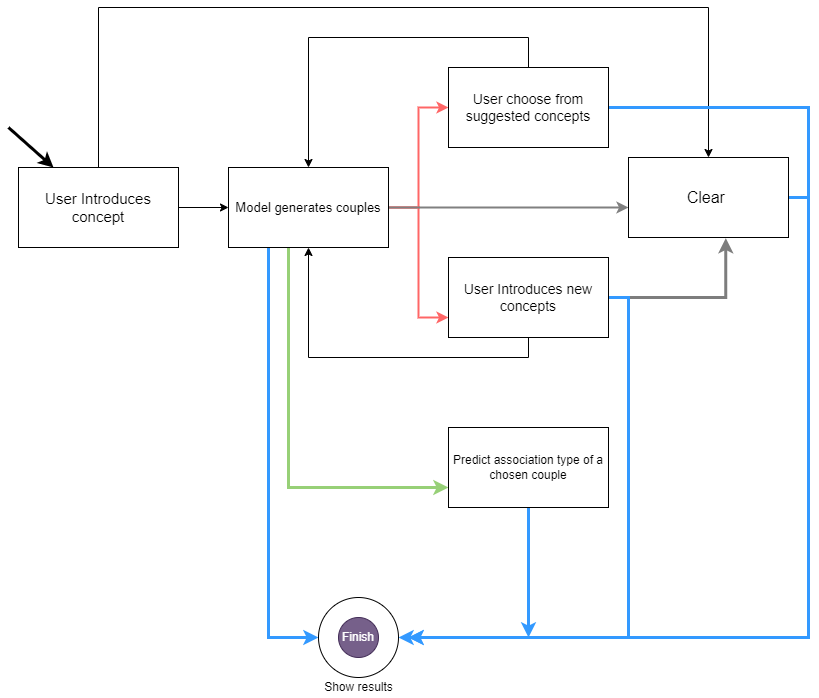 User choose from
suggested concepts
User Introduces
concept
Model generates couples
Clear
User Introduces new
concepts
Predict association type of a
chosen couple
Finish
Show results